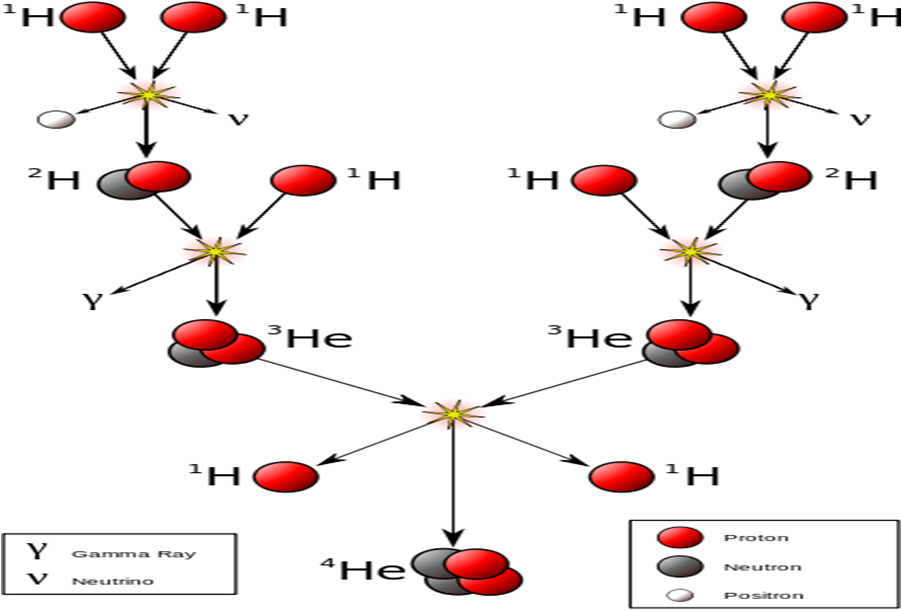 ¹H ¹H ¹H ¹H
ν ν
²H ¹H ¹H ²H
γ γ
³He ³He
¹H ¹H
⁴He
γ Gamma Ray
ν Neutrino
Proton
Neutron
Positron